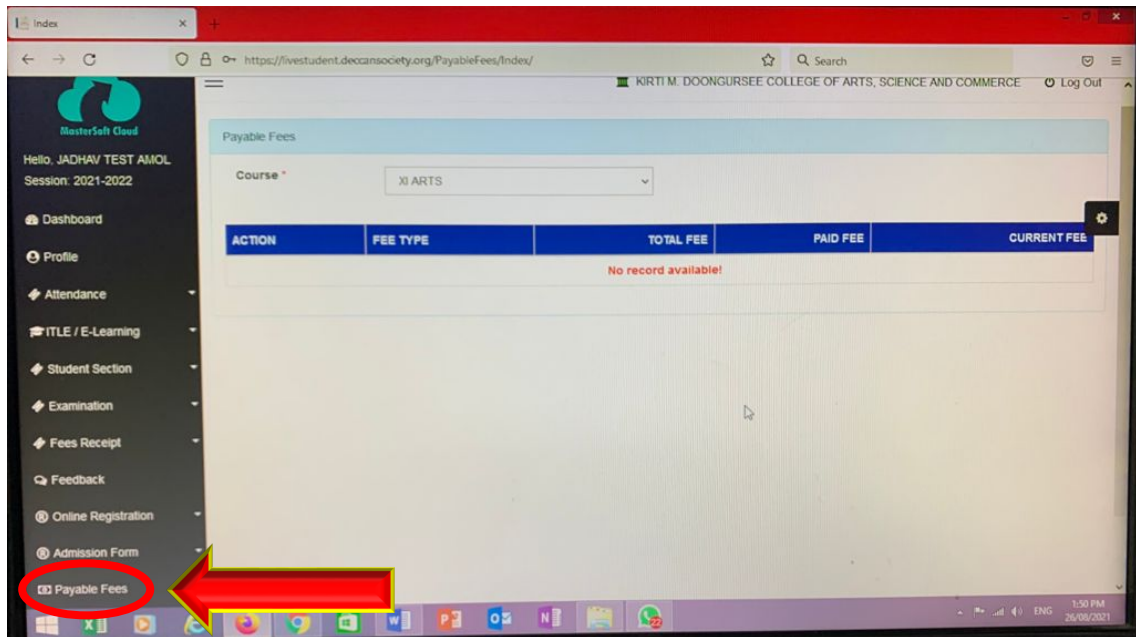 Index
https://livestudent.deccansociety.org/PayableFees/Index/
Search
KIRTI M. DOONGURSEE COLLEGE OF ARTS, SCIENCE AND COMMERCE
Log Out
MasterSoft Cloud
Hello, JADHAV TEST AMOL
Session: 2021-2022
Dashboard
Profile
Attendance
ITLE / E-Learning
Student Section
Examination
Fees Receipt
Feedback
Online Registration
Admission Form
Payable Fees
Payable Fees
Course *
XI ARTS
ACTION FEE TYPE TOTAL FEE PAID FEE CURRENT FEE
No record available!
ENG
1:50 PM
26/08/2021